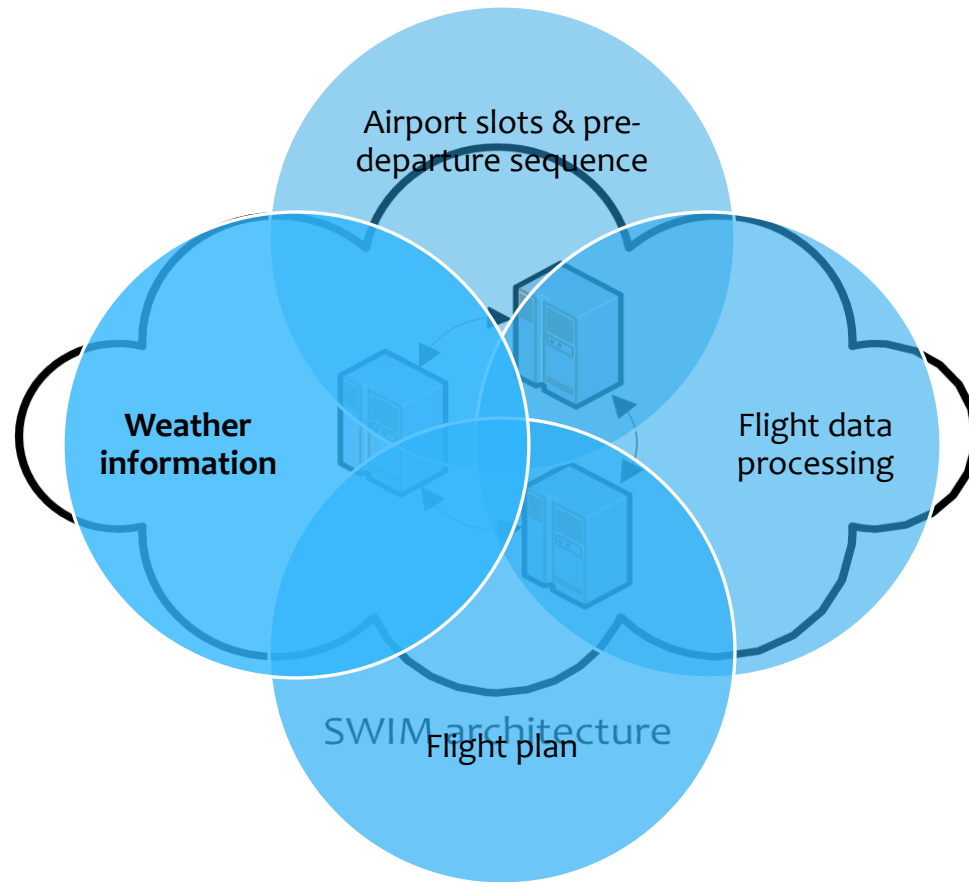 Airport slots & pre-
departure sequence
Weather
information
Flight data
processing
SWIM architecture
Flight plan